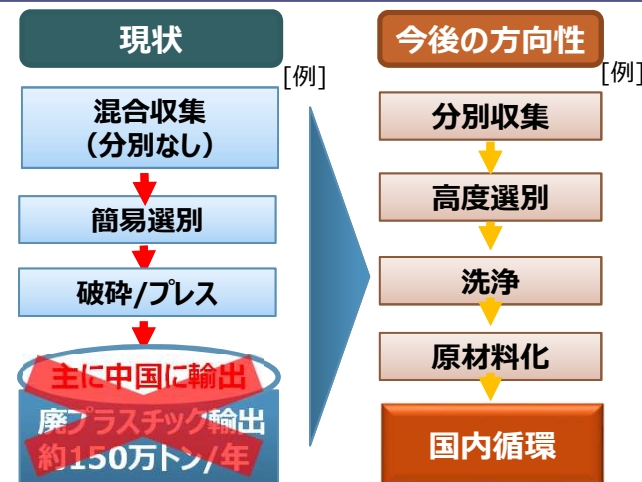 現状
[例]
混合収集
（分別なし）
簡易選別
破砕/プレス
主に中国に輸出
廃プラスチック輸出
約150万トン/年
今後の方向性
[例]
分別収集
高度選別
洗浄
原材料化
国内循環